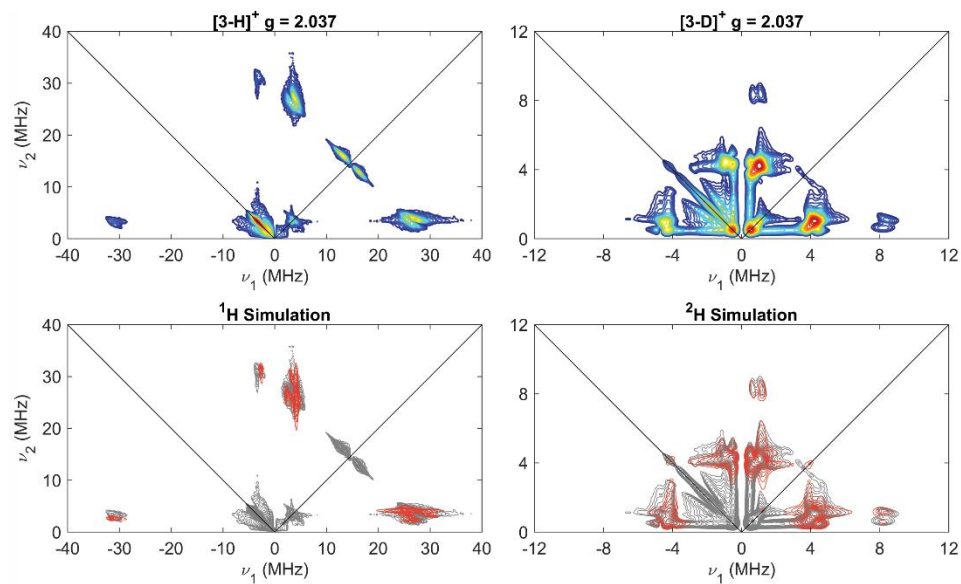 [3-H]⁺ g = 2.037
[3-D]⁺ g = 2.037
40
30
20
10
0
ν₂ (MHz)
-40 -30 -20 -10 0 10 20 30 40
ν₁ (MHz)
12
8
4
0
-12 -8 -4 0 4 8 12
ν₁ (MHz)
¹H Simulation
²H Simulation
40
30
20
10
0
ν₂ (MHz)
-40 -30 -20 -10 0 10 20 30 40
ν₁ (MHz)
12
8
4
0
-12 -8 -4 0 4 8 12
ν₁ (MHz)